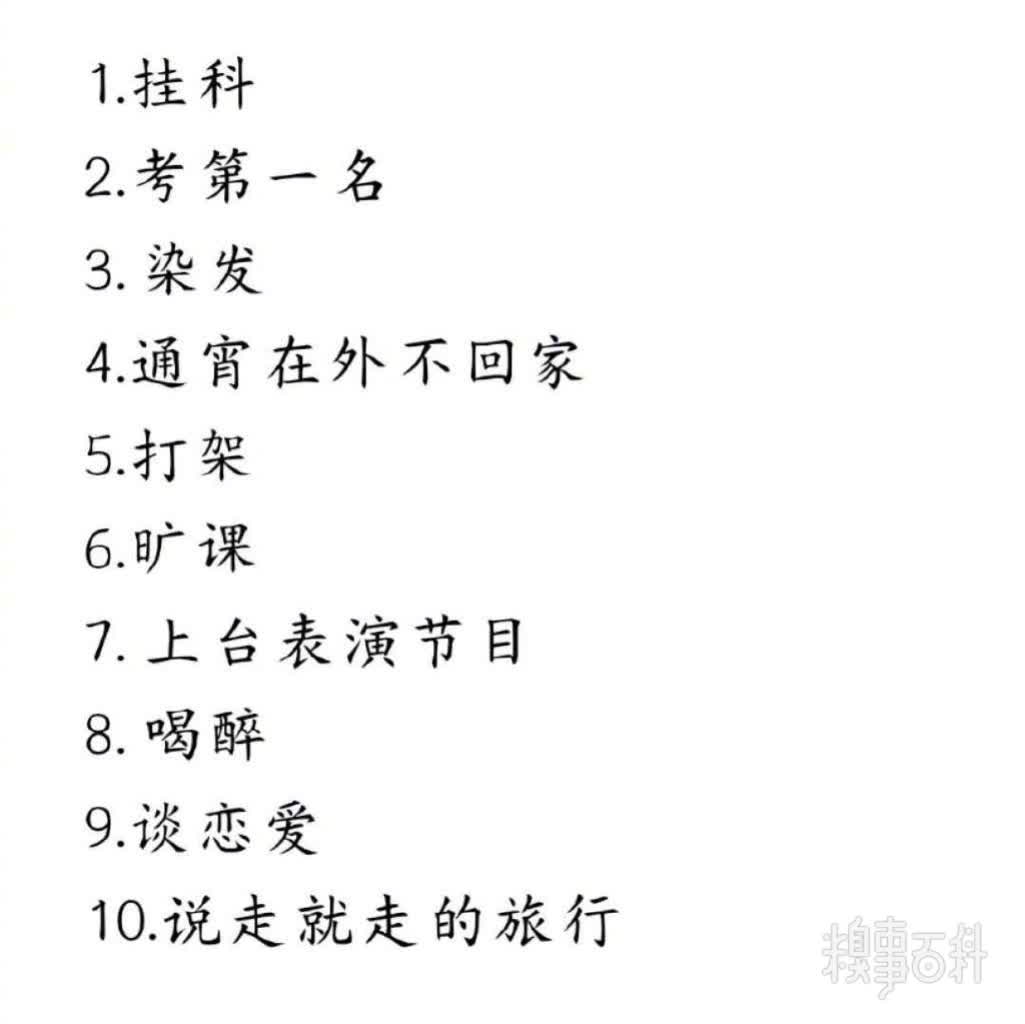 1.挂科
2.考第一名
3.染发
4.通宵在外不回家
5.打架
6.旷课
7.上台表演节目
8.喝醉
9.谈恋爱
10.说走就走的旅行
糗事百科